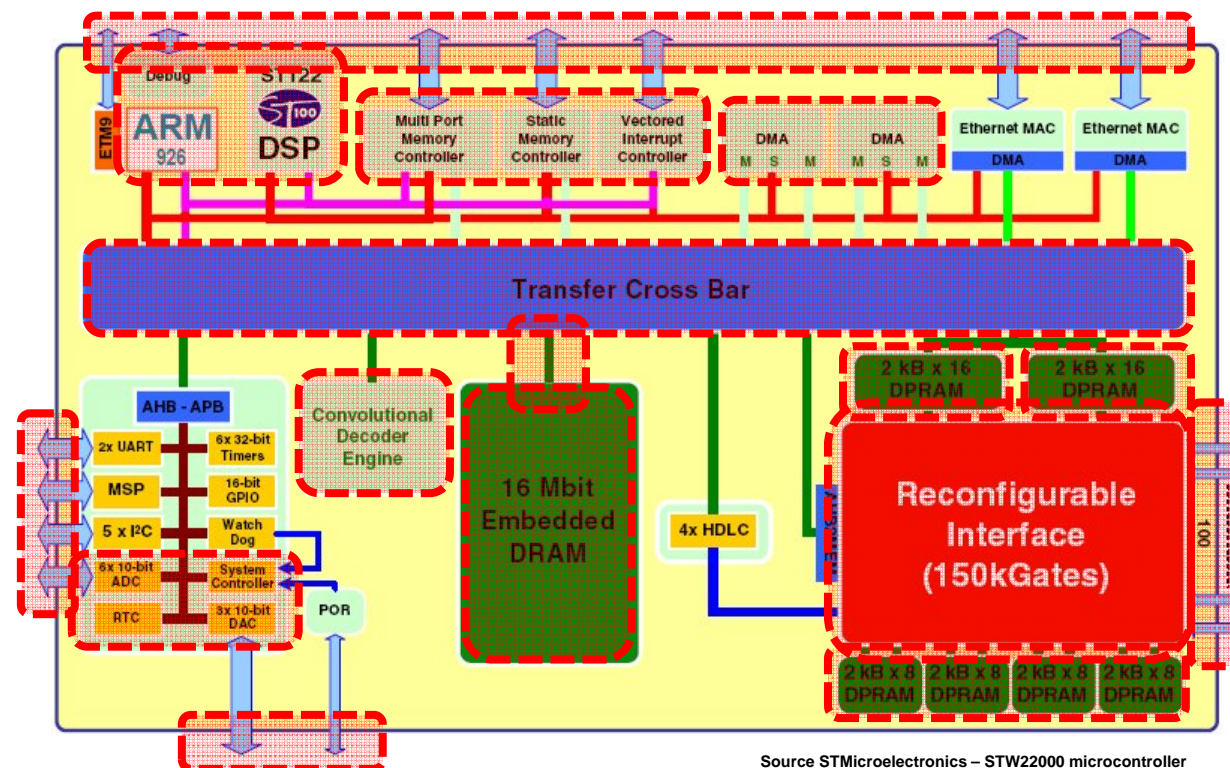 Debug
ST122
ETM9
ARM
926
ST100
DSP
Multi Port
Memory
Controller
Static
Memory
Controller
Vectored
Interrupt
Controller
DMA
M S M
DMA
M S M
Ethernet MAC
DMA
Ethernet MAC
DMA
Transfer Cross Bar
AHB - APB
2x UART
6x 32-bit
Timers
MSP
16-bit
GPIO
5 x I²C
Watch
Dog
6x 10-bit
ADC
System
Controller
RTC
3x 10-bit
DAC
POR
Convolutional
Decoder
Engine
16 Mbit
Embedded
DRAM
4x HDLC
2 kB x 16
DPRAM
2 kB x 16
DPRAM
Reconfigurable
Interface
(150kGates)
100
2 kB x 8
DPRAM
2 kB x 8
DPRAM
2 kB x 8
DPRAM
2 kB x 8
DPRAM
Source STMicroelectronics – STW22000 microcontroller